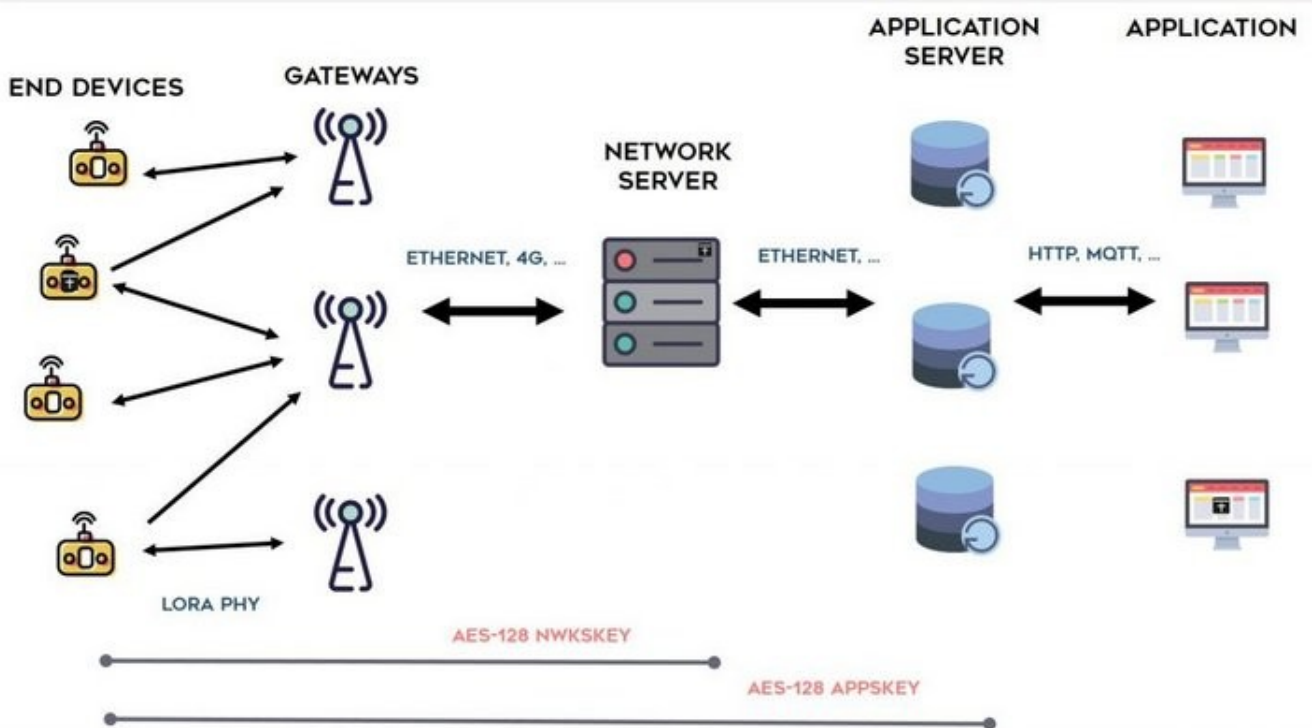 END DEVICES
GATEWAYS
NETWORK
SERVER
APPLICATION
SERVER
APPLICATION
ETHERNET, 4G, ...
ETHERNET, ...
HTTP, MQTT, ...
LORA PHY
AES-128 NWKSKEY
AES-128 APPSKEY